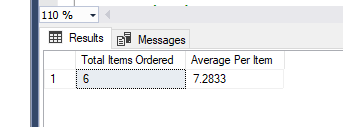 110 %
Results Messages
Total Items Ordered Average Per Item
1 6 7.2833